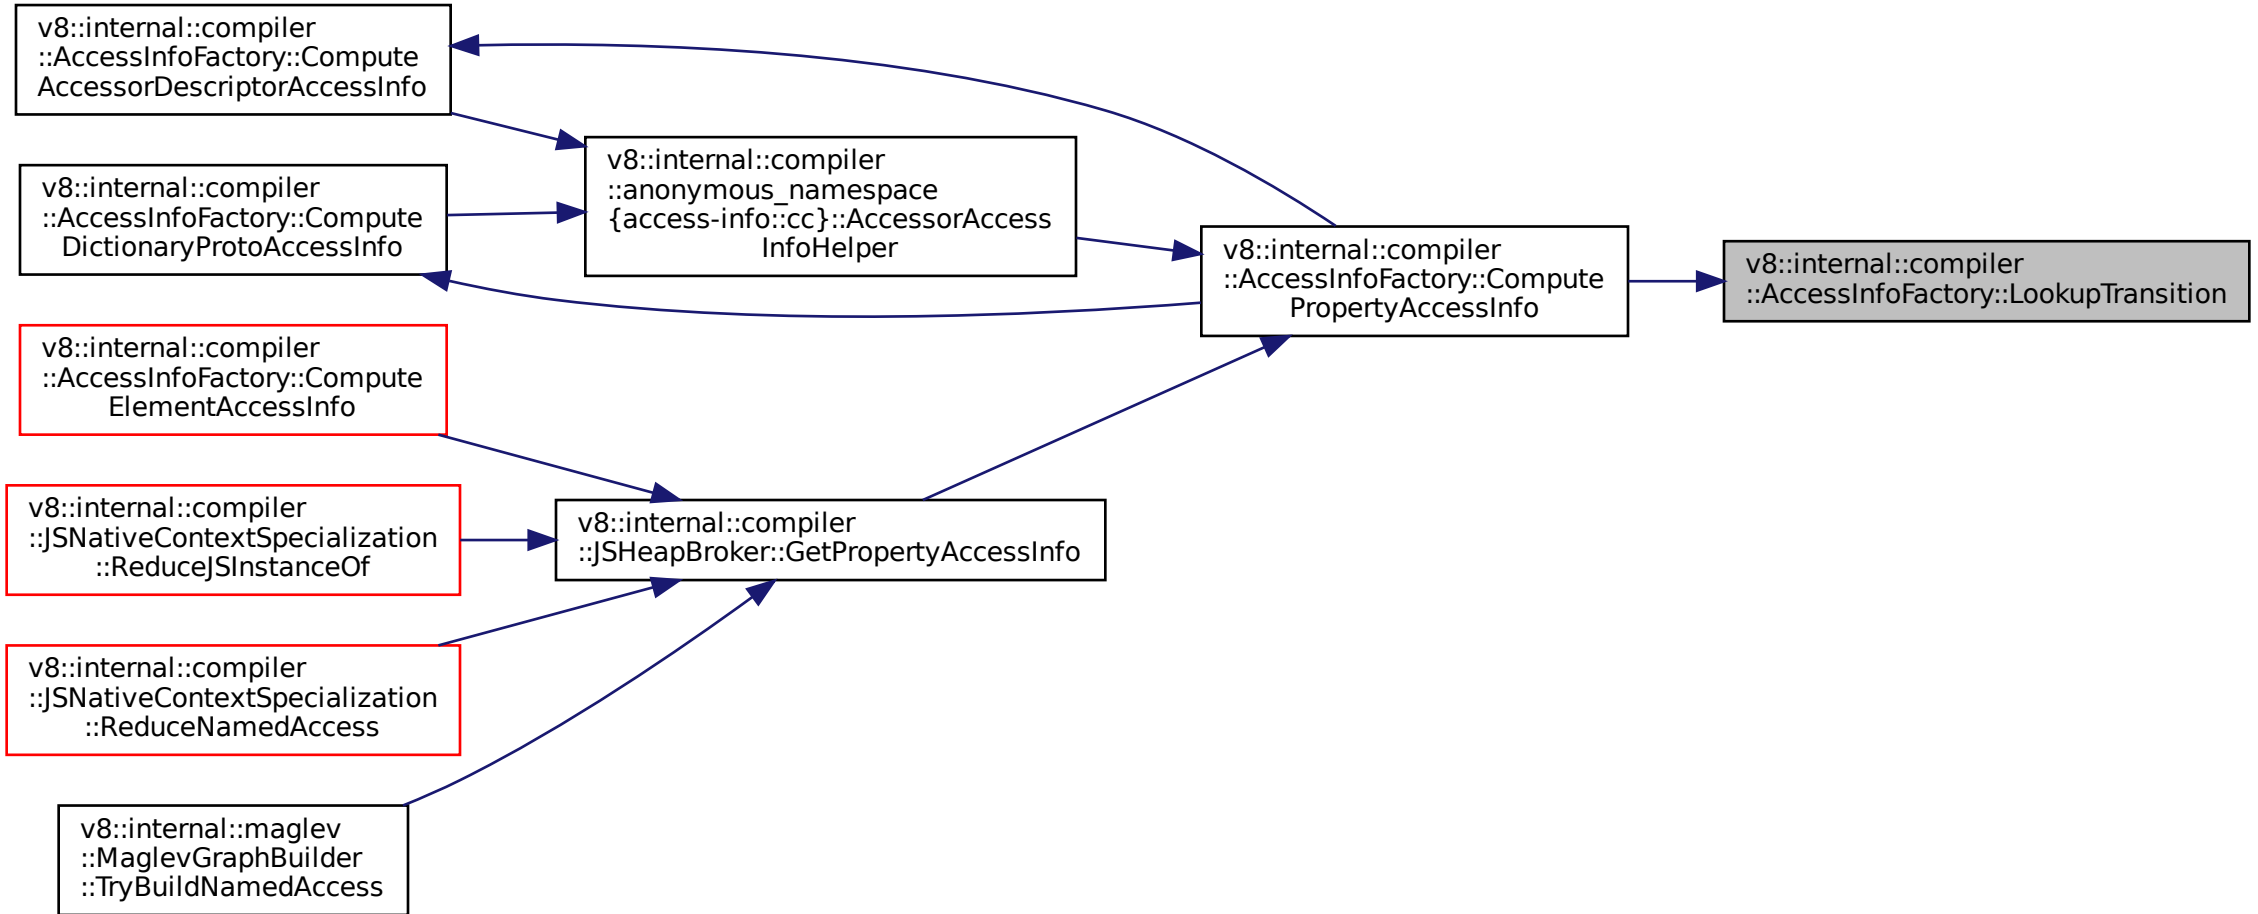 v8::internal::compiler
::AccessInfoFactory::Compute
AccessorDescriptorAccessInfo
v8::internal::compiler
::anonymous_namespace
{access-info::cc}::AccessorAccess
InfoHelper
v8::internal::compiler
::AccessInfoFactory::Compute
DictionaryProtoAccessInfo
v8::internal::compiler
::AccessInfoFactory::Compute
PropertyAccessInfo
v8::internal::compiler
::AccessInfoFactory::LookupTransition
v8::internal::compiler
::AccessInfoFactory::Compute
ElementAccessInfo
v8::internal::compiler
::JSNativeContextSpecialization
::ReduceJSInstanceOf
v8::internal::compiler
::JSHeapBroker::GetPropertyAccessInfo
v8::internal::compiler
::JSNativeContextSpecialization
::ReduceNamedAccess
v8::internal::maglev
::MaglevGraphBuilder
::TryBuildNamedAccess